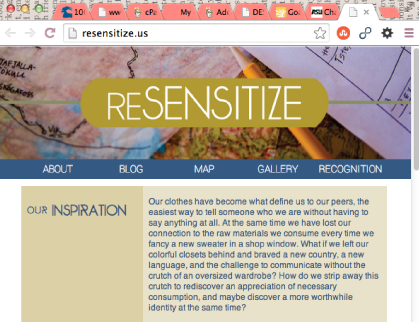 10
ww
cPa
My
Ad
DE
Go
ASU Ch
resensitize.us
RESENSITIZE
ABOUT BLOG MAP GALLERY RECOGNITION
OUR INSPIRATION
Our clothes have become what define us to our peers, the
easiest way to tell someone who we are without having to
say anything at all. At the same time we have lost our
connection to the raw materials we consume every time we
fancy a new sweater in a shop window. What if we left our
colorful closets behind and braved a new country, a new
language, and the challenge to communicate without the
crutch of an oversized wardrobe? How do we strip away this
crutch to rediscover an appreciation of necessary
consumption, and maybe discover a more worthwhile
identity at the same time?